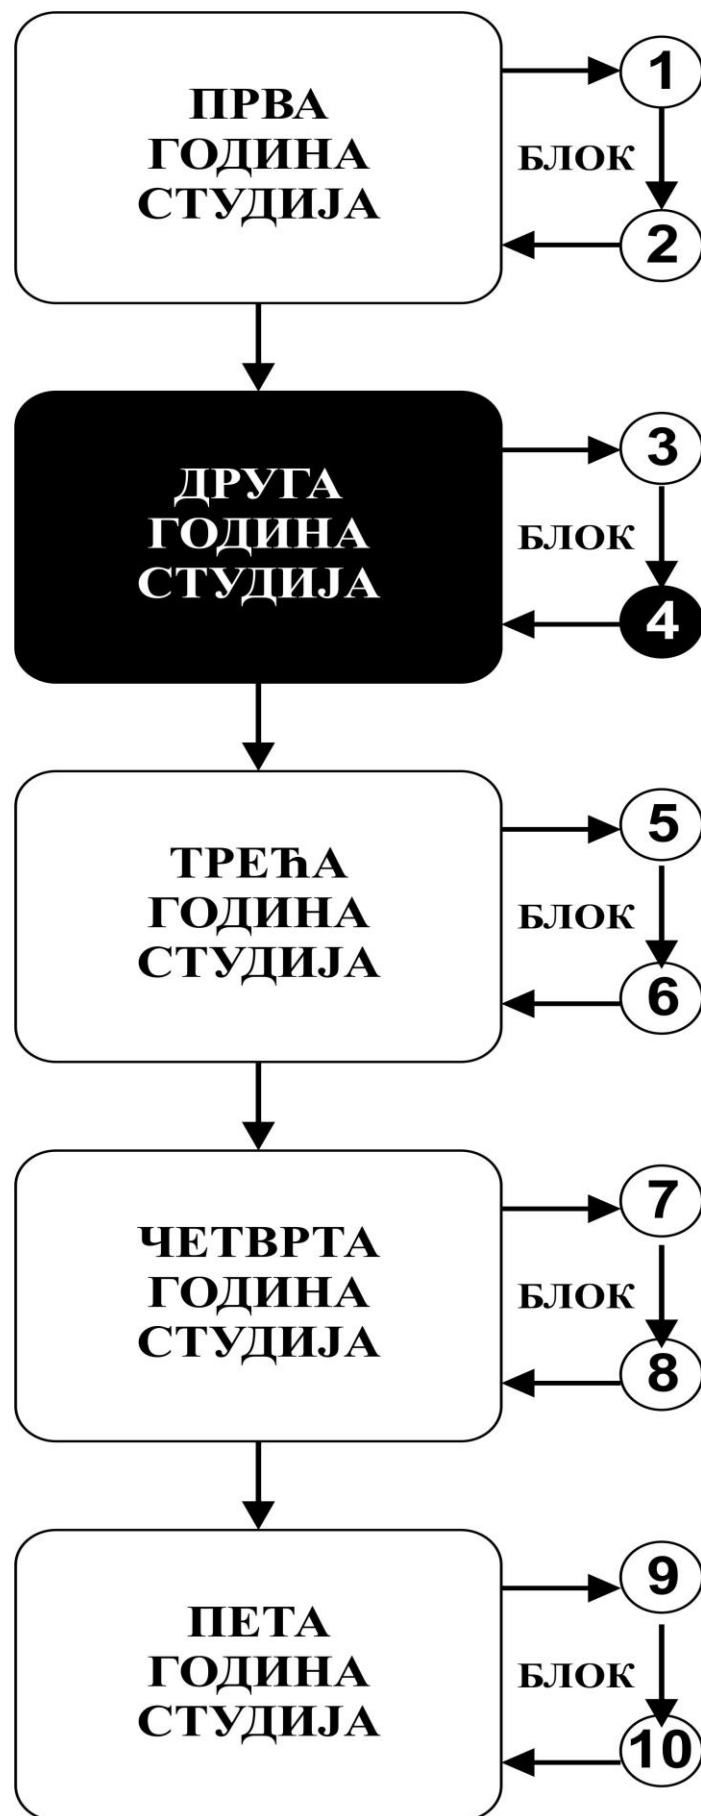 ПРВА
ГОДИНА
СТУДИЈА
1
БЛОК
2
ДРУГА
ГОДИНА
СТУДИЈА
3
БЛОК
4
ТРЕЋА
ГОДИНА
СТУДИЈА
5
БЛОК
6
ЧЕТВРТА
ГОДИНА
СТУДИЈА
7
БЛОК
8
ПЕТА
ГОДИНА
СТУДИЈА
9
БЛОК
10